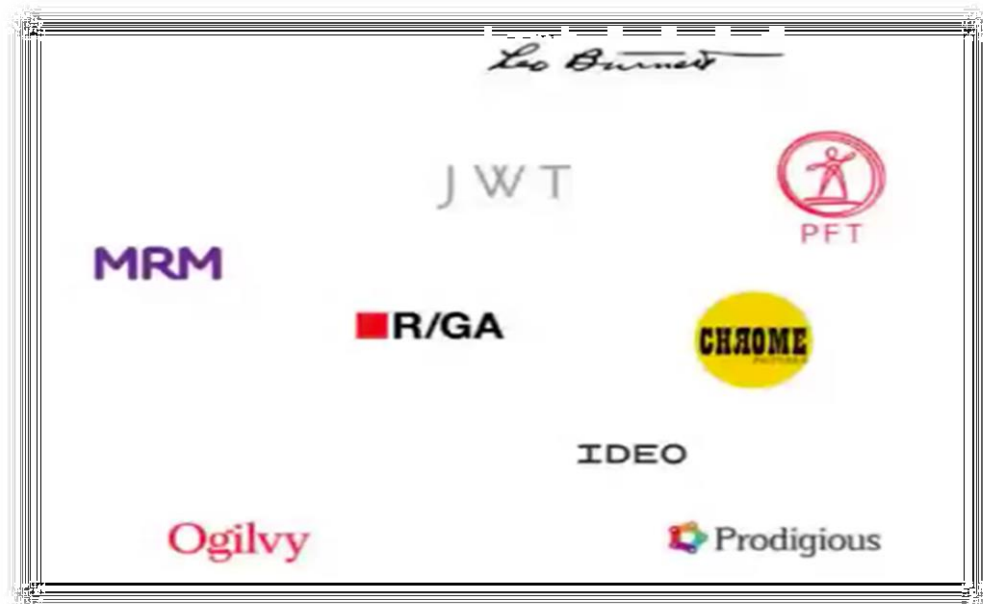 Leo Burnett
JWT
PFT
MRM
R/GA
CHROME
IDEO
Ogilvy
Prodigious